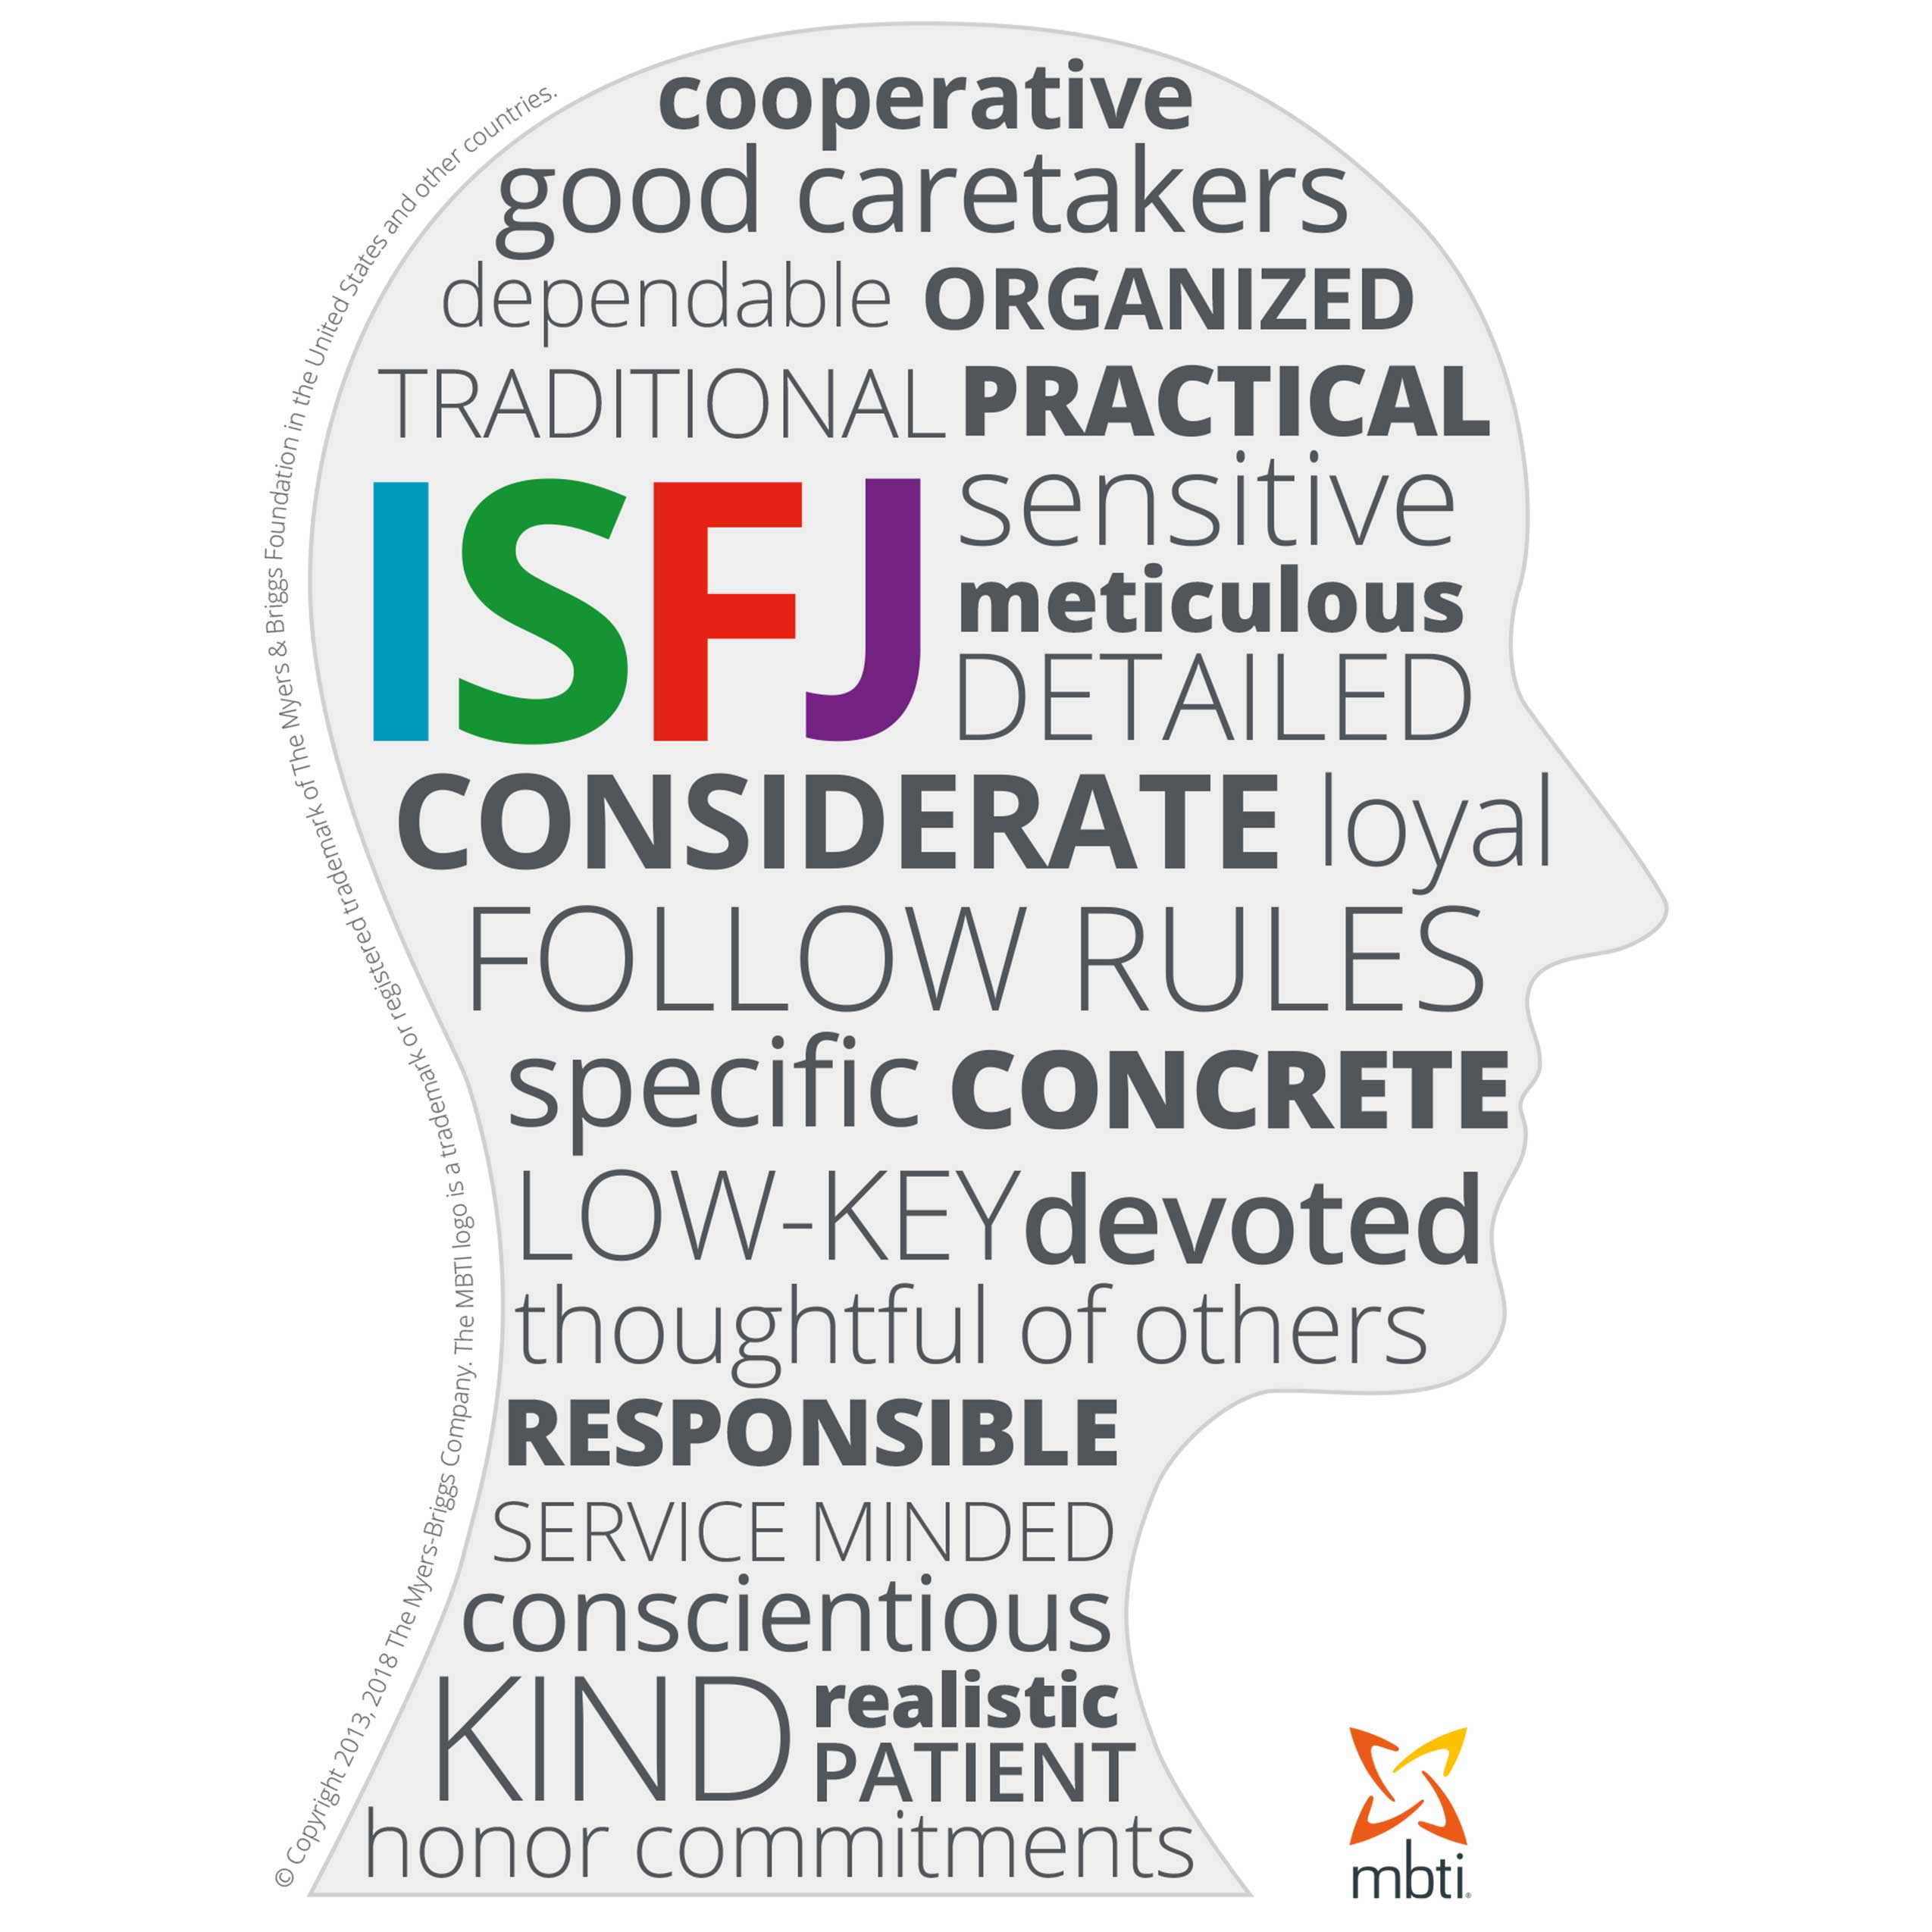 cooperative
good caretakers
dependable ORGANIZED
TRADITIONAL PRACTICAL
ISFJ
sensitive
meticulous
DETAILED
CONSIDERATE loyal
FOLLOW RULES
specific CONCRETE
LOW-KEY devoted
thoughtful of others
RESPONSIBLE
SERVICE MINDED
conscientious
KIND
realistic
PATIENT
honor commitments
© Copyright 2013, 2018 The Myers-Briggs Company. The MBTI logo is a trademark or registered trademark of The Myers & Briggs Foundation in the United States and other countries.
mbti®